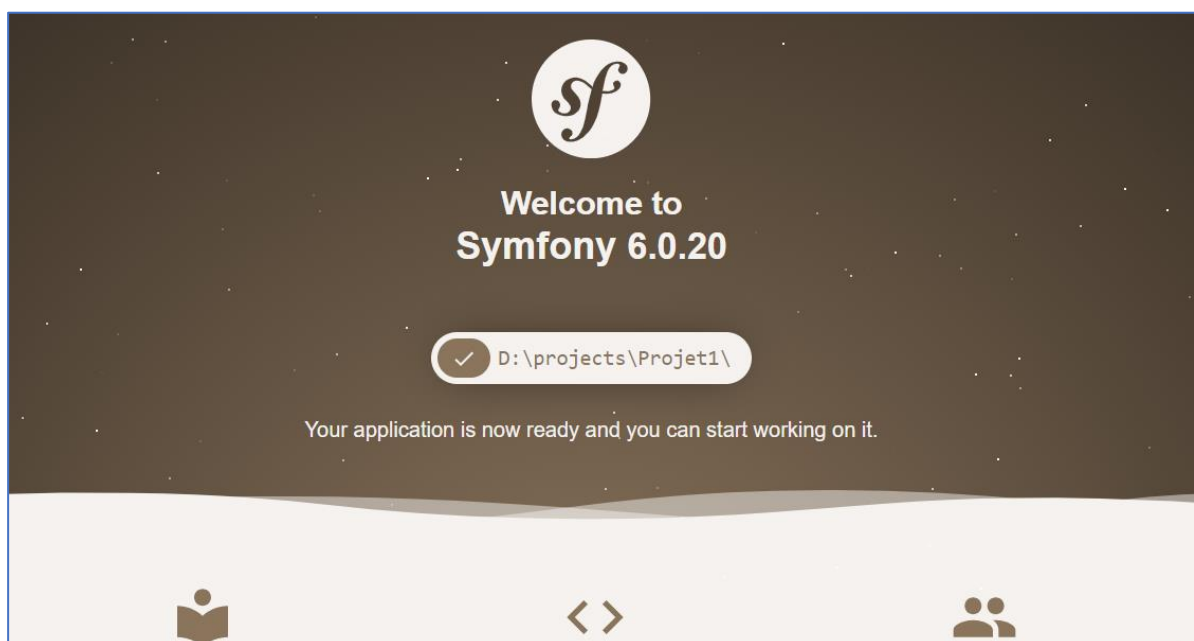 sf
Welcome to
Symfony 6.0.20
D:\projects\Projet1\
Your application is now ready and you can start working on it.